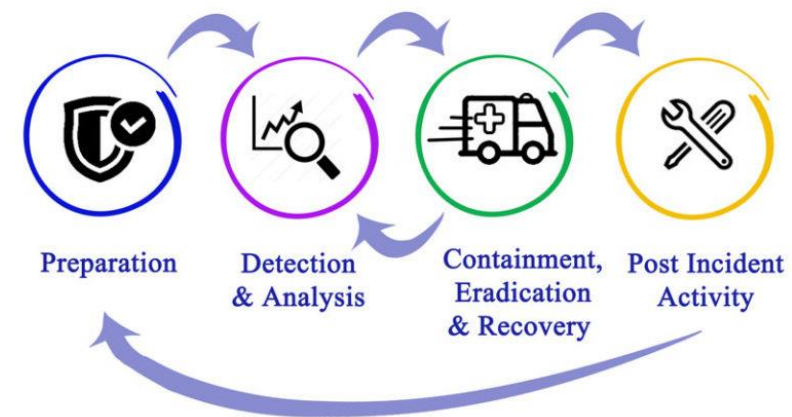 Preparation
Detection
& Analysis
Containment,
Eradication
& Recovery
Post Incident
Activity